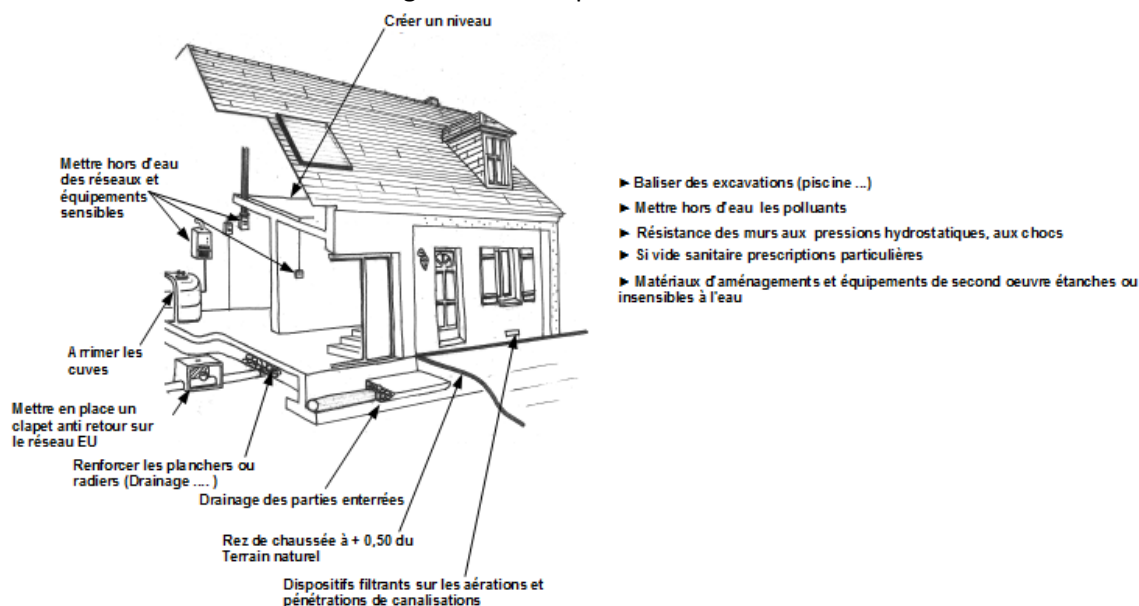 Créer un niveau
Mettre hors d'eau
des réseaux et
équipements
sensibles
► Baliser des excavations (piscine ...)
► Mettre hors d'eau les polluants
► Résistance des murs aux pressions hydrostatiques, aux chocs
► Si vide sanitaire prescriptions particulières
► Matériaux d'aménagements et équipements de second oeuvre étanches ou
insensibles à l'eau
Arrimer les
cuves
Mettre en place un
clapet anti retour sur
le réseau EU
Renforcer les planchers ou
radiers (Drainage .... )
Drainage des parties enterrées
Rez de chaussée à + 0,50 du
Terrain naturel
Dispositifs filtrants sur les aérations et
pénétrations de canalisations